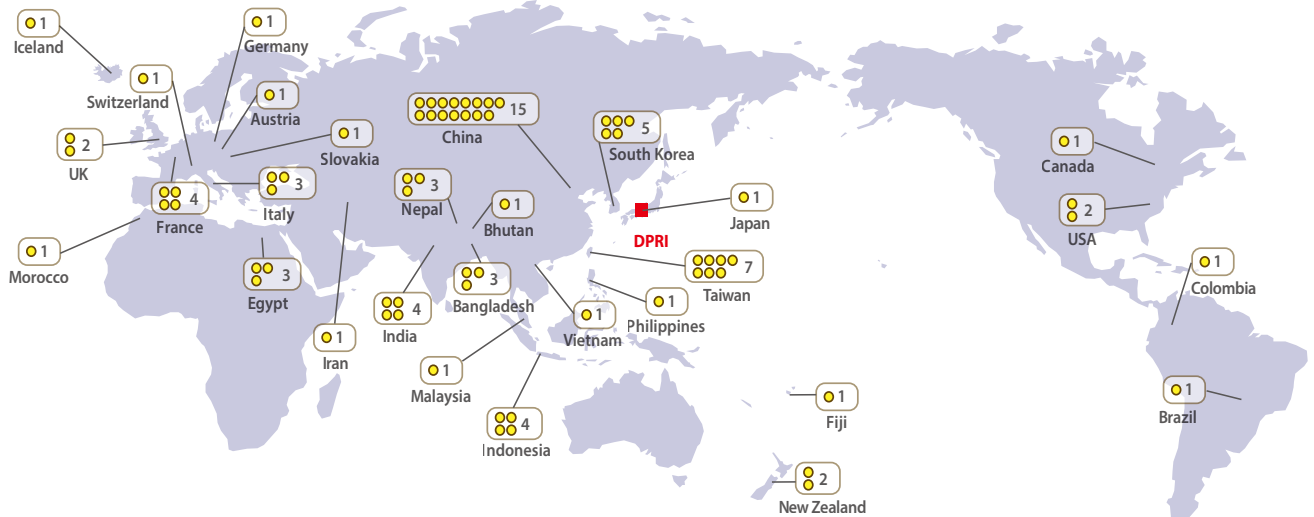 1
Iceland
1
Germany
1
Switzerland
1
Austria
2
UK
1
Slovakia
15
China
5
South Korea
1
Canada
4
France
3
Italy
3
Nepal
1
Bhutan
1
Japan
DPRI
2
USA
1
Morocco
3
Egypt
4
India
3
Bangladesh
7
Taiwan
1
Colombia
1
Iran
1
Vietnam
1
Philippines
1
Malaysia
4
Indonesia
1
Fiji
1
Brazil
2
New Zealand